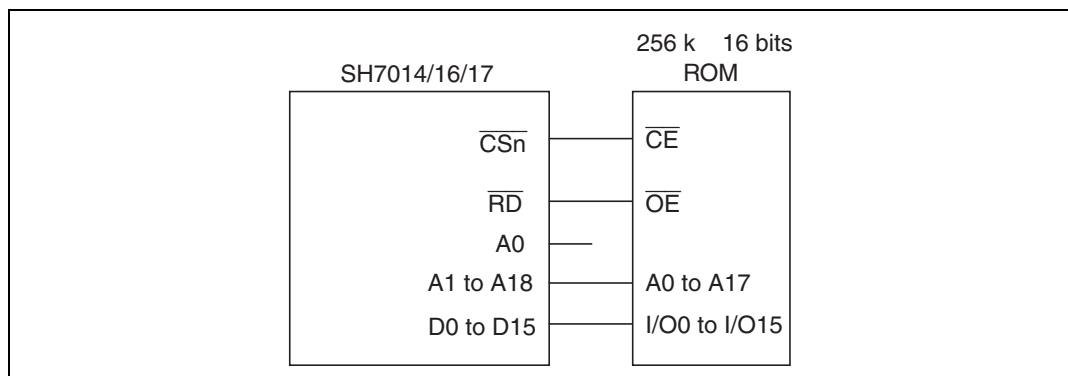 256 k 16 bits
SH7014/16/17 ROM
CSn CE
RD OE
A0
A1 to A18 A0 to A17
D0 to D15 I/O0 to I/O15